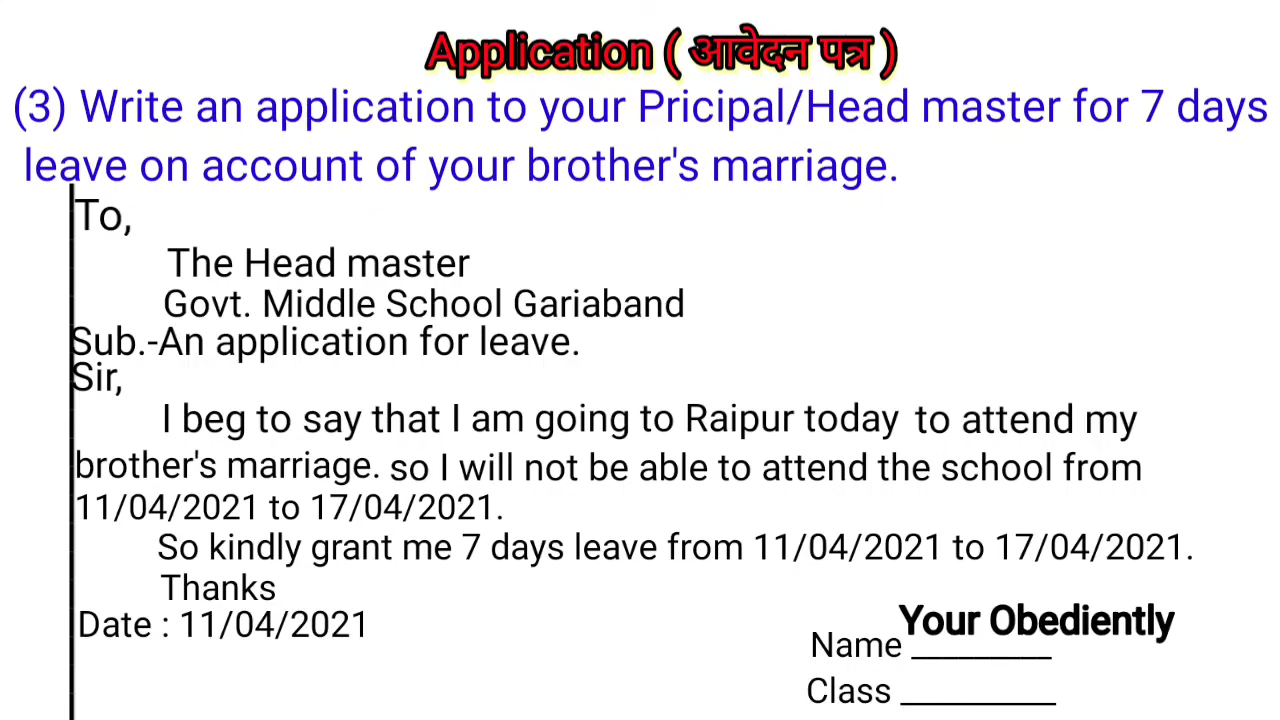 Application ( आवेदन पत्र )
(3) Write an application to your Pricipal/Head master for 7 days
leave on account of your brother's marriage.
To,
The Head master
Govt. Middle School Gariaband
Sub.-An application for leave.
Sir,
I beg to say that I am going to Raipur today to attend my
brother's marriage. so I will not be able to attend the school from
11/04/2021 to 17/04/2021.
So kindly grant me 7 days leave from 11/04/2021 to 17/04/2021.
Thanks
Date : 11/04/2021
Your Obediently
Name _________
Class _________